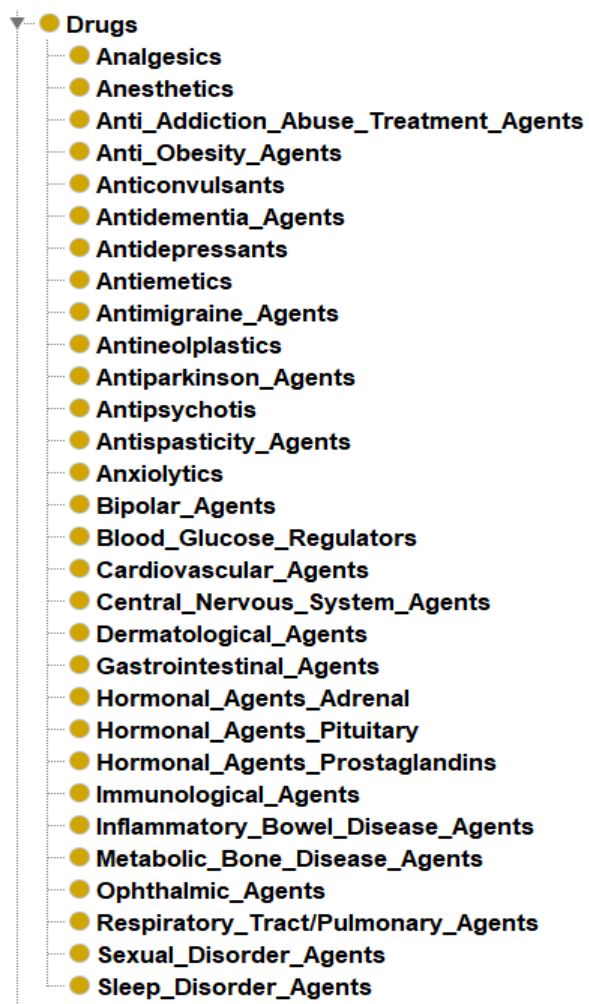 Drugs
Analgesics
Anesthetics
Anti_Addiction_Abuse_Treatment_Agents
Anti_Obesity_Agents
Anticonvulsants
Antidementia_Agents
Antidepressants
Antiemetics
Antimigraine_Agents
Antineolplastics
Antiparkinson_Agents
Antipsychotis
Antispasticity_Agents
Anxiolytics
Bipolar_Agents
Blood_Glucose_Regulators
Cardiovascular_Agents
Central_Nervous_System_Agents
Dermatological_Agents
Gastrointestinal_Agents
Hormonal_Agents_Adrenal
Hormonal_Agents_Pituitary
Hormonal_Agents_Prostaglandins
Immunological_Agents
Inflammatory_Bowel_Disease_Agents
Metabolic_Bone_Disease_Agents
Ophthalmic_Agents
Respiratory_Tract/Pulmonary_Agents
Sexual_Disorder_Agents
Sleep_Disorder_Agents